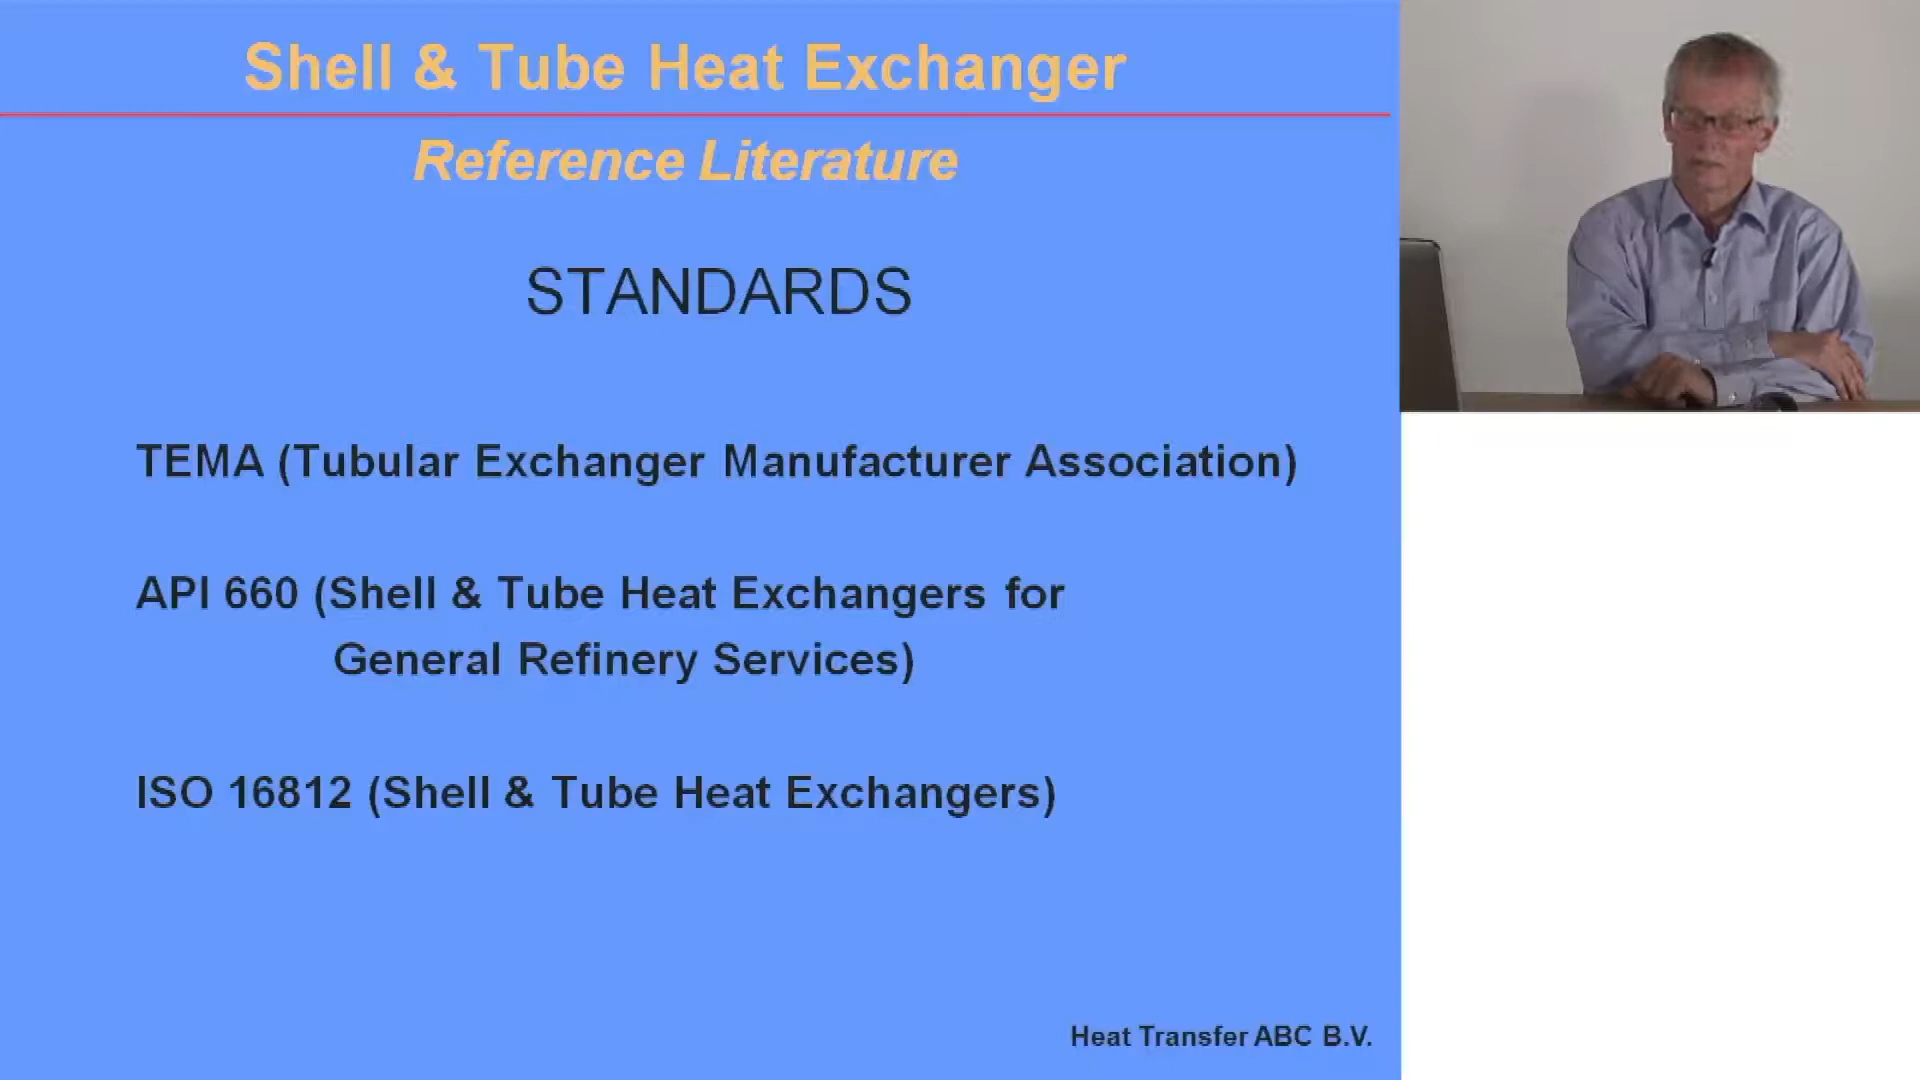 Shell & Tube Heat Exchanger
Reference Literature
STANDARDS
TEMA (Tubular Exchanger Manufacturer Association)
API 660 (Shell & Tube Heat Exchangers for
General Refinery Services)
ISO 16812 (Shell & Tube Heat Exchangers)
Heat Transfer ABC B.V.